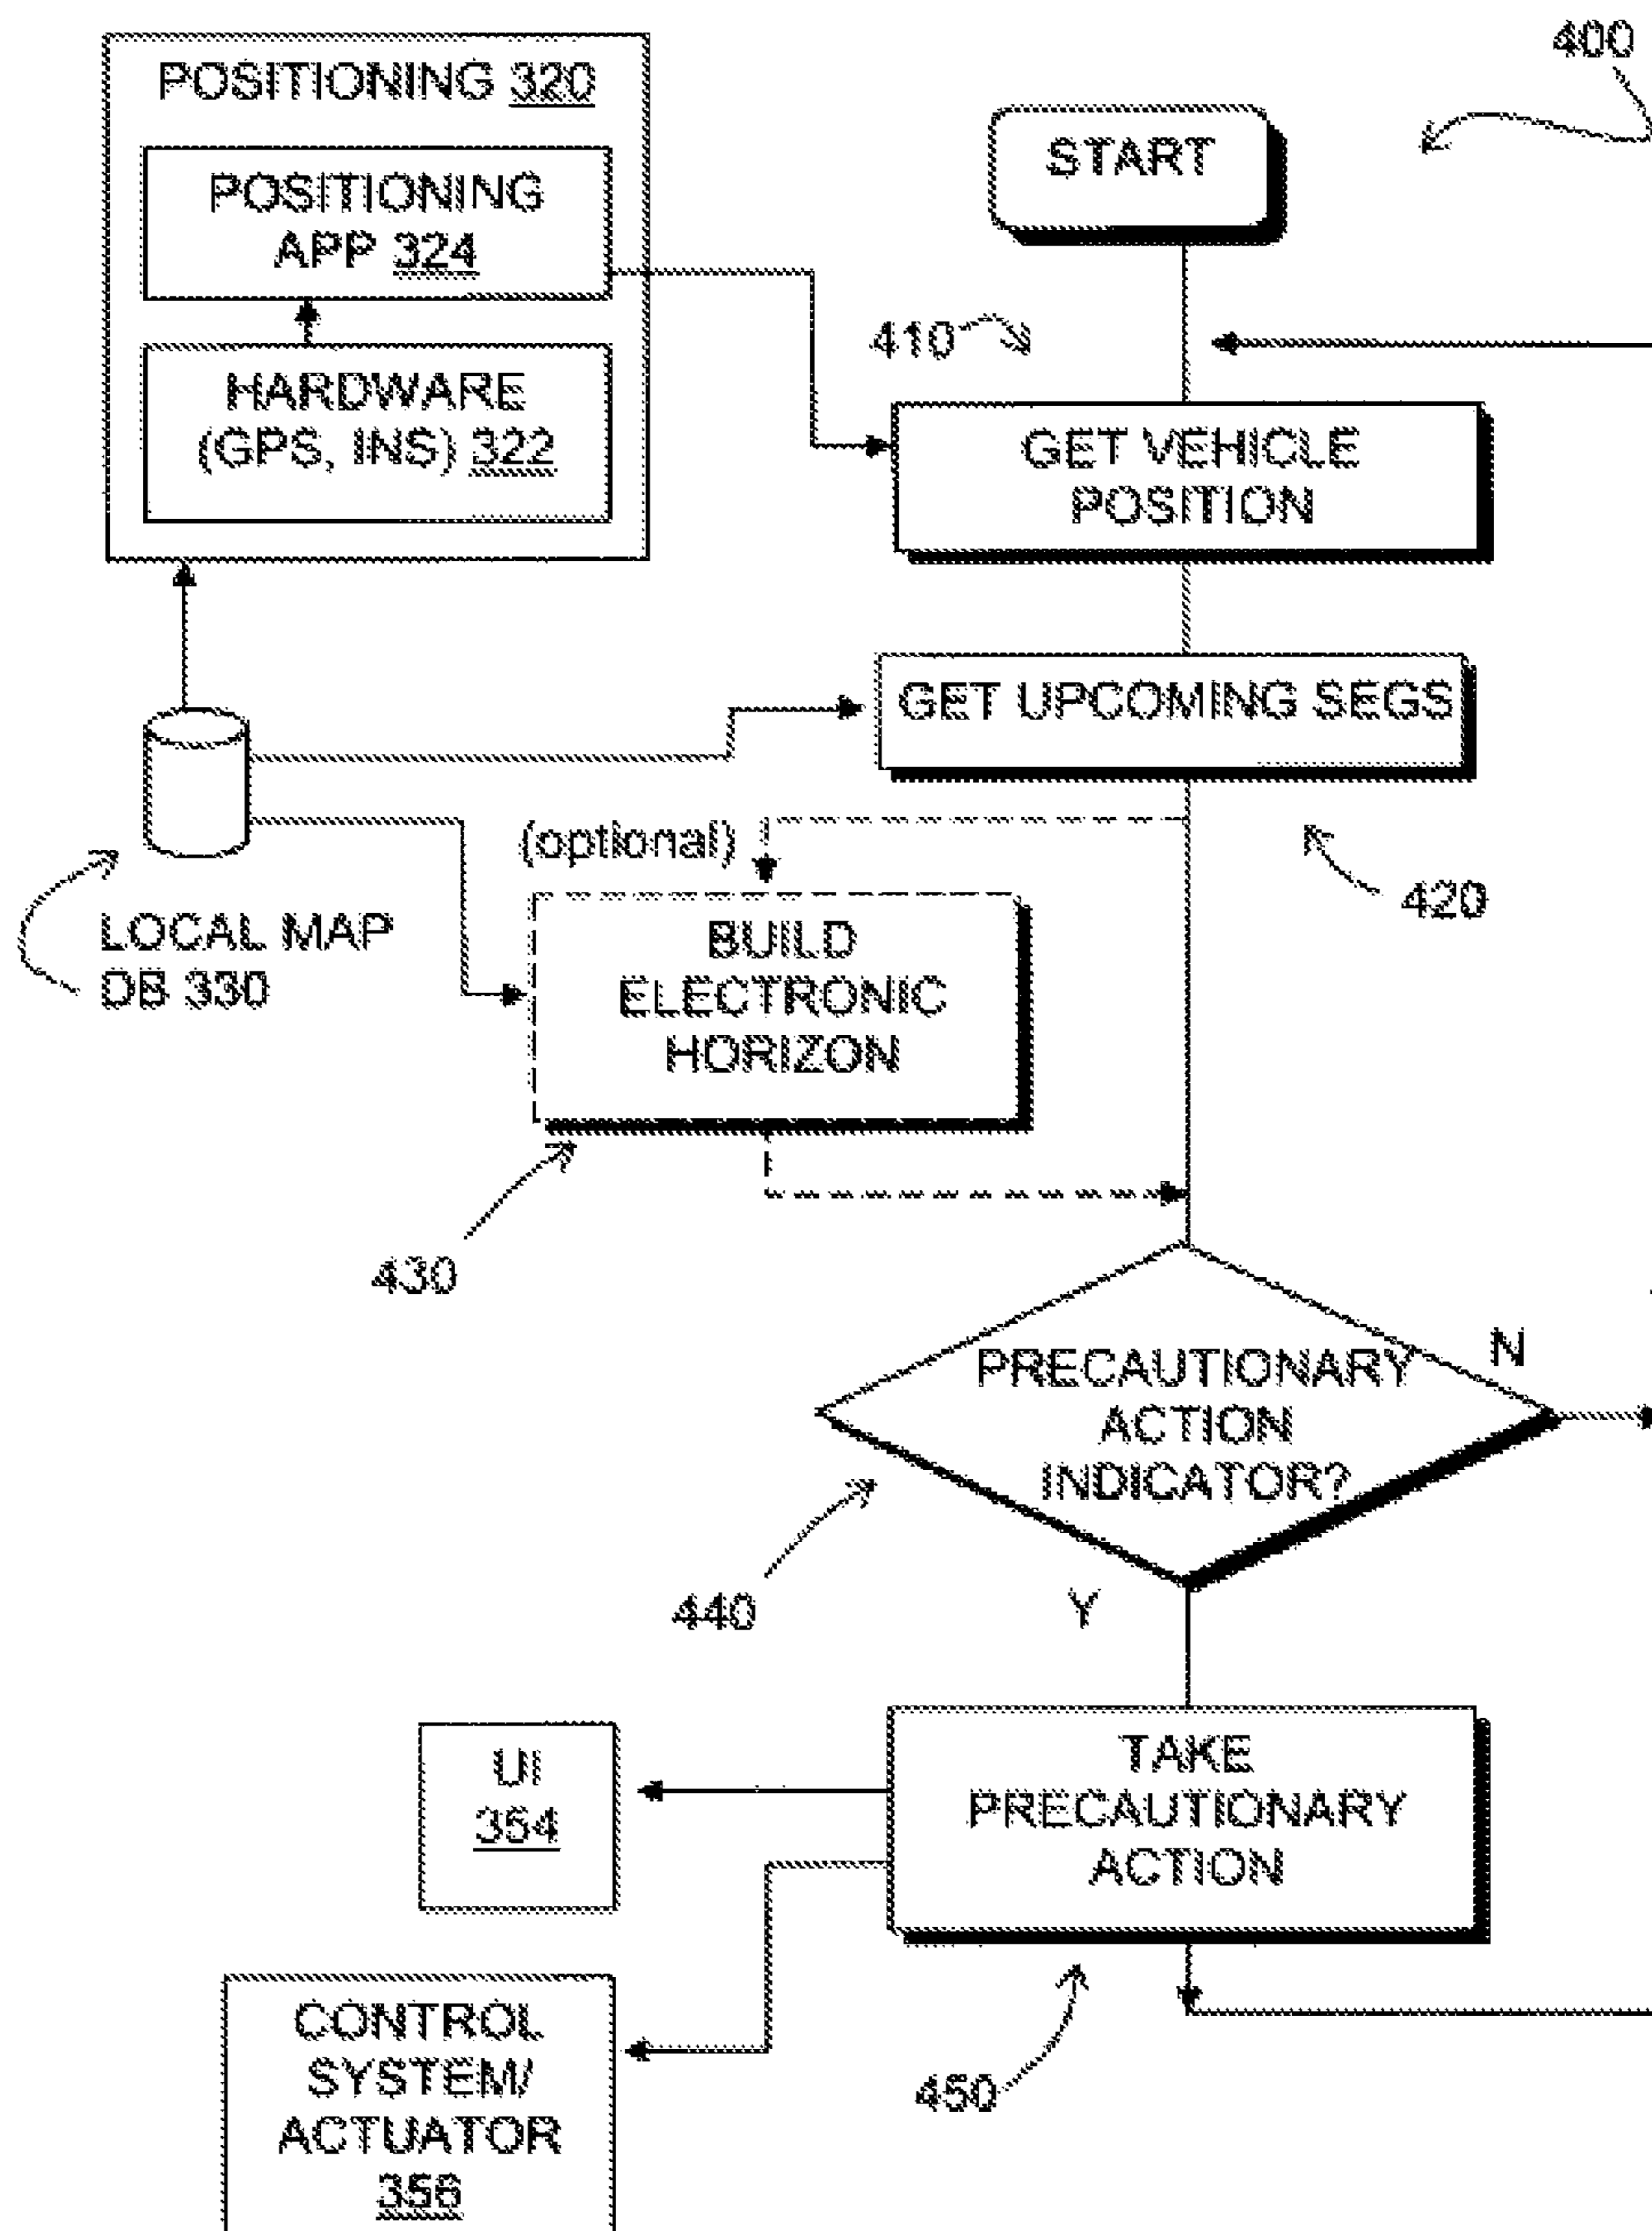 400
POSITIONING 320
START
POSITIONING
APP 324
410
HARDWARE
(GPS, INS) 322
GET VEHICLE
POSITION
GET UPCOMING SEGS
(optional)
420
LOCAL MAP
DB 330
BUILD
ELECTRONIC
HORIZON
430
N
PRECAUTIONARY
ACTION
INDICATOR?
440
Y
UI
354
TAKE
PRECAUTIONARY
ACTION
CONTROL
SYSTEM/
ACTUATOR
356
450